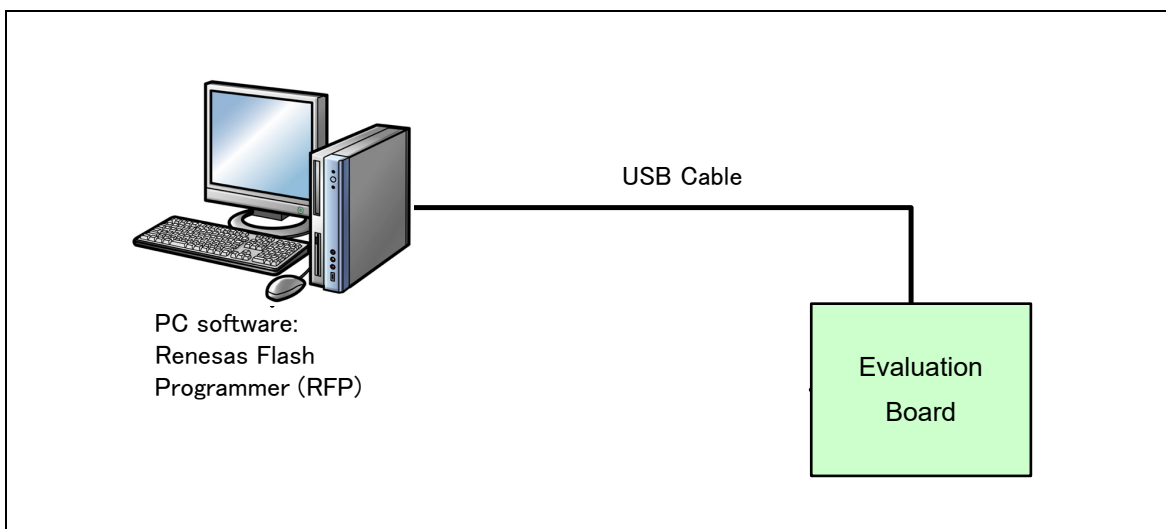 USB Cable
PC software:
Renesas Flash
Programmer (RFP)
Evaluation
Board